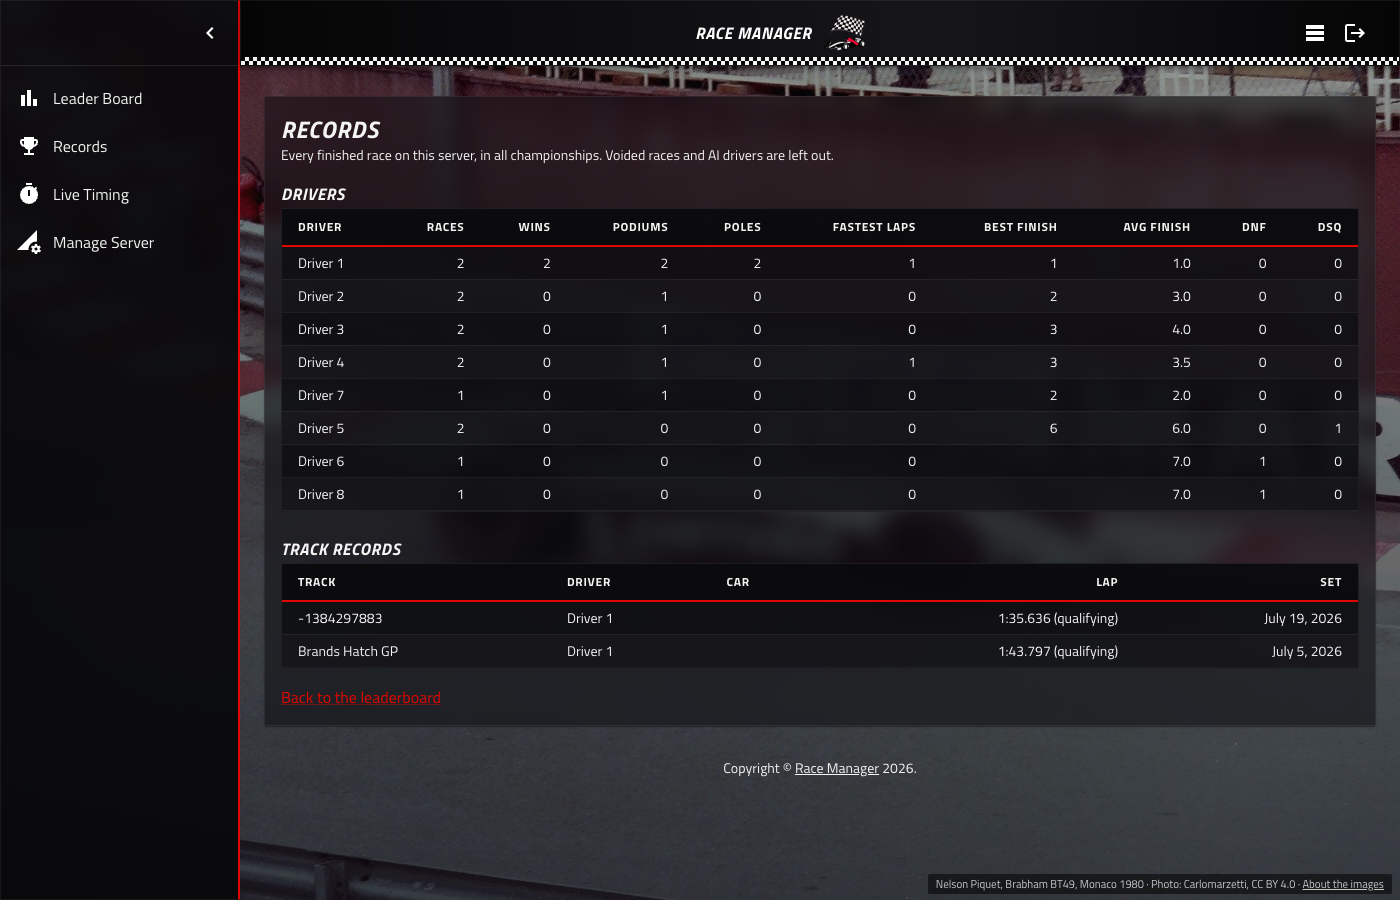 RACE MANAGER
Leader Board
Records
Live Timing
Manage Server
RECORDS
Every finished race on this server, in all championships. Voided races and AI drivers are left out.
DRIVERS
DRIVER RACES WINS PODIUMS POLES FASTEST LAPS BEST FINISH AVG FINISH DNF DSQ
Driver 1 2 2 2 2 1 1 1.0 0 0
Driver 2 2 0 1 0 0 2 3.0 0 0
Driver 3 2 0 1 0 0 3 4.0 0 0
Driver 4 2 0 1 0 1 3 3.5 0 0
Driver 7 1 0 1 0 0 2 2.0 0 0
Driver 5 2 0 0 0 0 6 6.0 0 1
Driver 6 1 0 0 0 0 7.0 1 0
Driver 8 1 0 0 0 0 7.0 1 0
TRACK RECORDS
TRACK DRIVER CAR LAP SET
-1384297883 Driver 1 1:35.636 (qualifying) July 19, 2026
Brands Hatch GP Driver 1 1:43.797 (qualifying) July 5, 2026
Back to the leaderboard
Copyright © Race Manager 2026.
Nelson Piquet, Brabham BT49, Monaco 1980 · Photo: Carlomarzetti, CC BY 4.0 · About the images